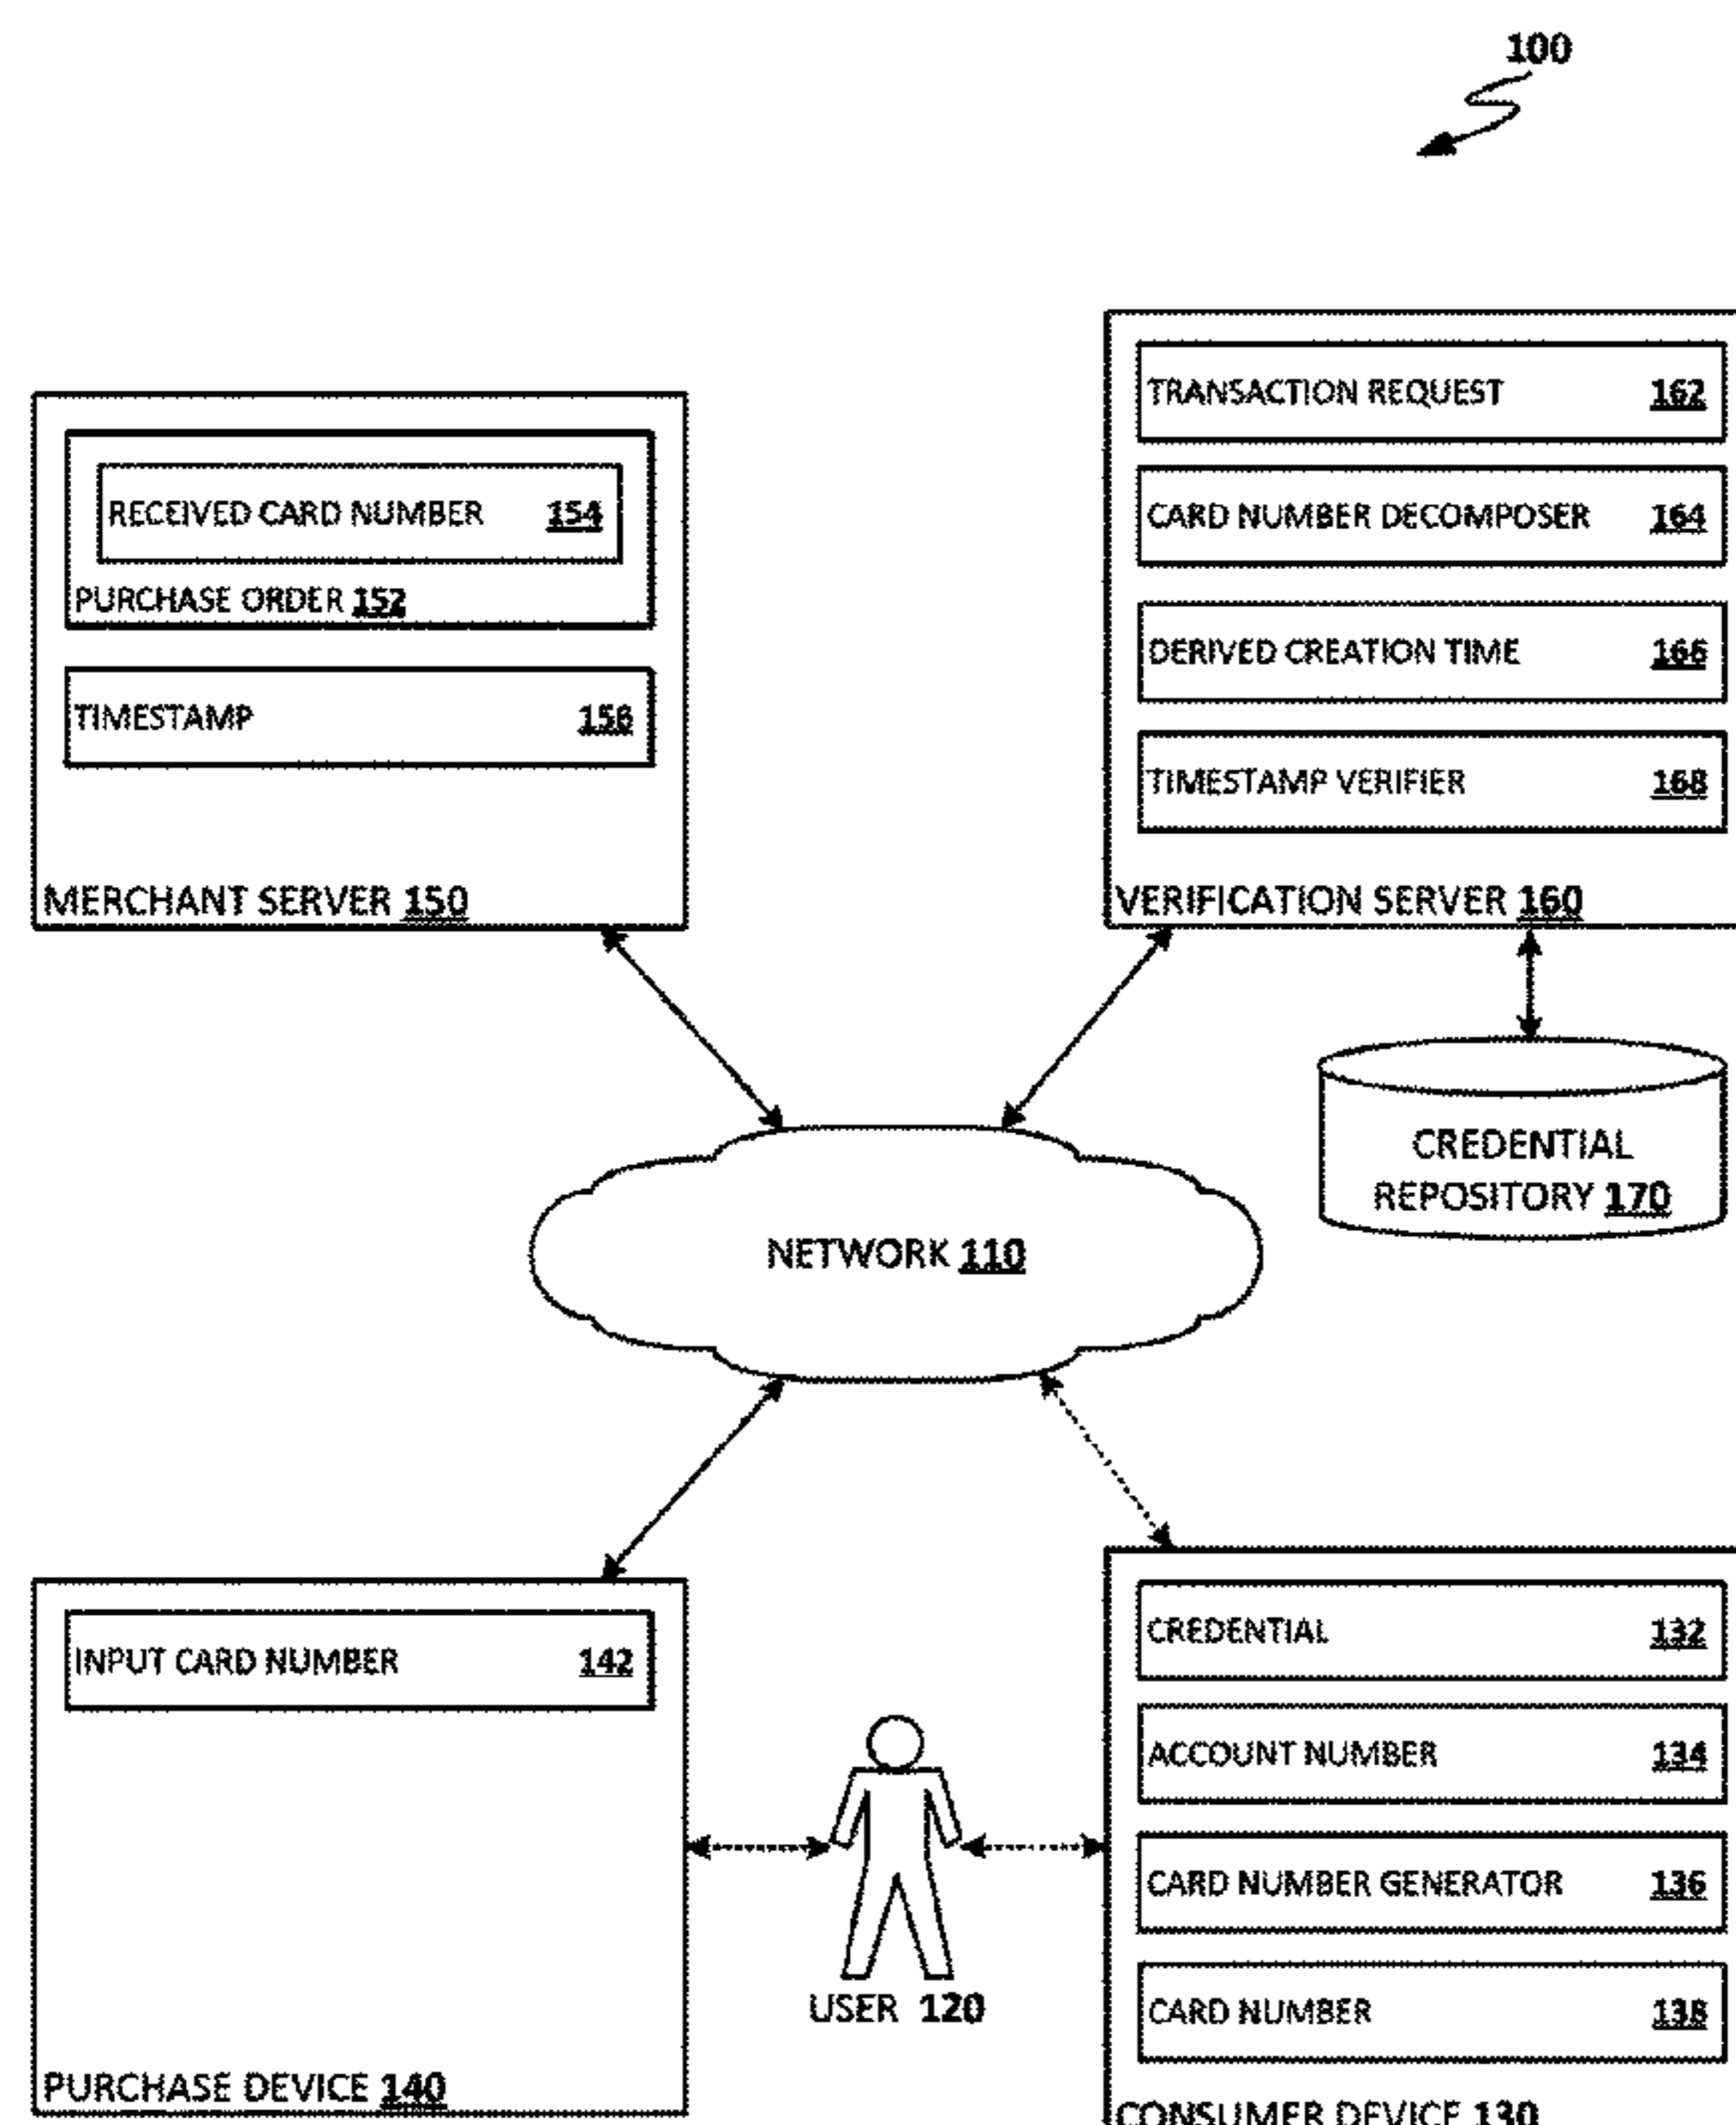 100
TRANSACTION REQUEST 162
CARD NUMBER DECOMPOSER 164
DERIVED CREATION TIME 166
TIMESTAMP VERIFIER 168
VERIFICATION SERVER 160
RECEIVED CARD NUMBER 154
PURCHASE ORDER 152
TIMESTAMP 156
MERCHANT SERVER 150
CREDENTIAL
REPOSITORY 170
NETWORK 110
INPUT CARD NUMBER 142
PURCHASE DEVICE 140
USER 120
CREDENTIAL 132
ACCOUNT NUMBER 134
CARD NUMBER GENERATOR 136
CARD NUMBER 138
CONSUMER DEVICE 130